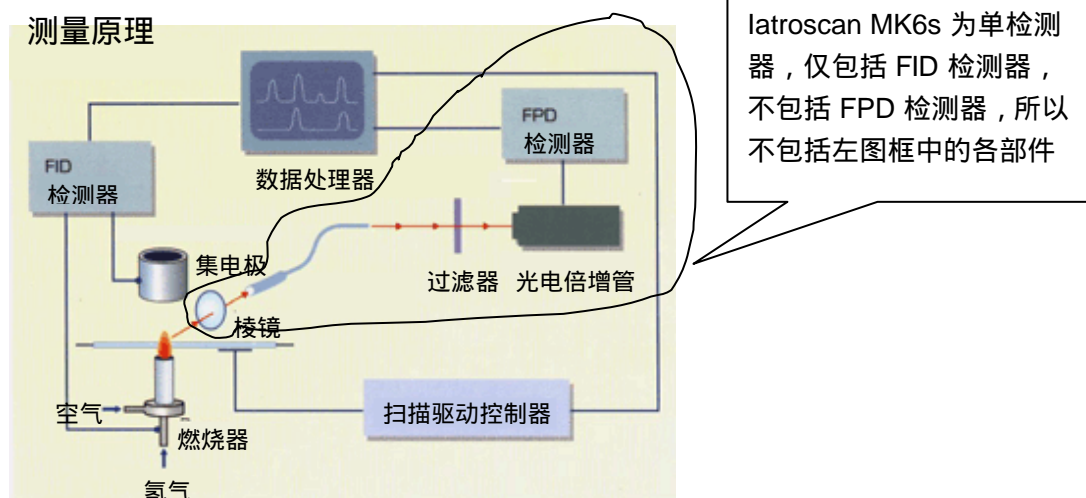 测量原理
Iatroscan MK6s 为单检测
器，仅包括 FID 检测器，
不包括 FPD 检测器，所以
不包括左图框中的各部件
FPD
检测器
FID
检测器
数据处理器
集电极
过滤器
光电倍增管
棱镜
空气
燃烧器
扫描驱动控制器
氢气